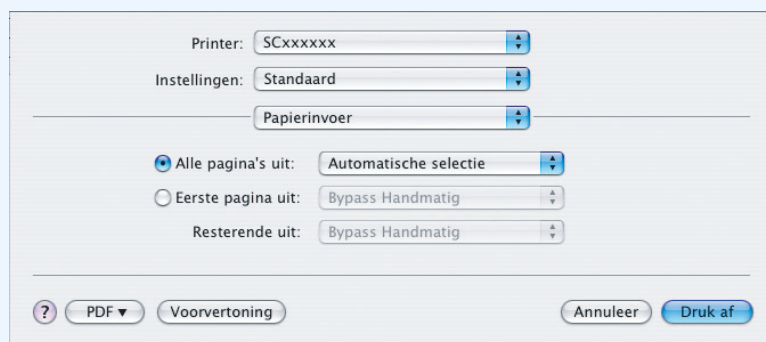 Printer: SCxxxxxx
Instellingen: Standaard
Papierinvoer
Alle pagina's uit: Automatische selectie
Eerste pagina uit: Bypass Handmatig
Resterende uit: Bypass Handmatig
? PDF ▼ Voorvertoning Annuleer Druk af